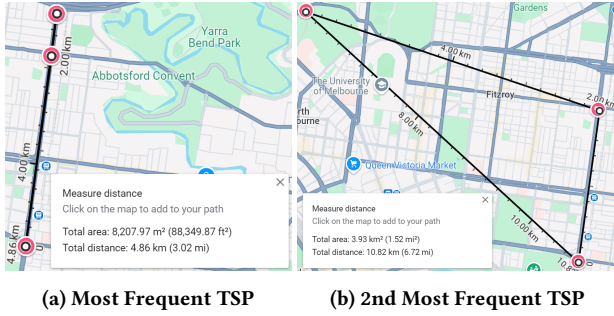 Yarra
Bend Park
2.00 km
Abbotsford Convent
4.00 km
4.86 km
Measure distance
Click on the map to add to your path
Total area: 8,207.97 m² (88,349.87 ft²)
Total distance: 4.86 km (3.02 mi)
(a) Most Frequent TSP
Gardens
4.00 km
The University
of Melbourne
Fitzroy
2.00
8.00 km
rth
ourne
Queen Victoria Market
10.00 km
10.8
Measure distance
Click on the map to add to your path
Total area: 3.93 km² (1.52 mi²)
Total distance: 10.82 km (6.72 mi)
(b) 2nd Most Frequent TSP